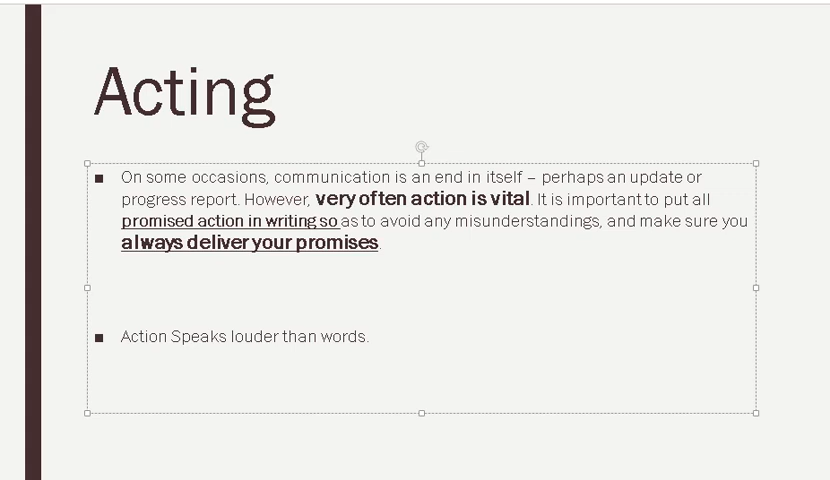 Acting
■ On some occasions, communication is an end in itself – perhaps an update or
progress report. However, very often action is vital. It is important to put all
promised action in writing so as to avoid any misunderstandings, and make sure you
always deliver your promises.
■ Action Speaks louder than words.